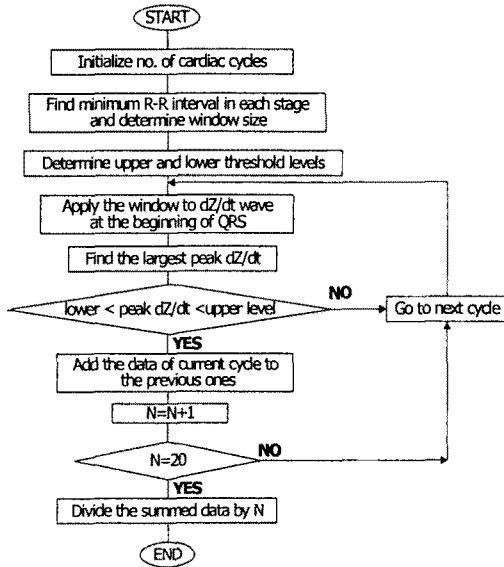 START
Initialize no. of cardiac cycles
Find minimum R-R interval in each stage
and determine window size
Determine upper and lower threshold levels
Apply the window to dZ/dt wave
at the beginning of QRS
Find the largest peak dZ/dt
lower < peak dZ/dt <upper level
NO
Go to next cycle
YES
Add the data of current cycle to
the previous ones
N=N+1
N=20
NO
YES
Divide the summed data by N
END